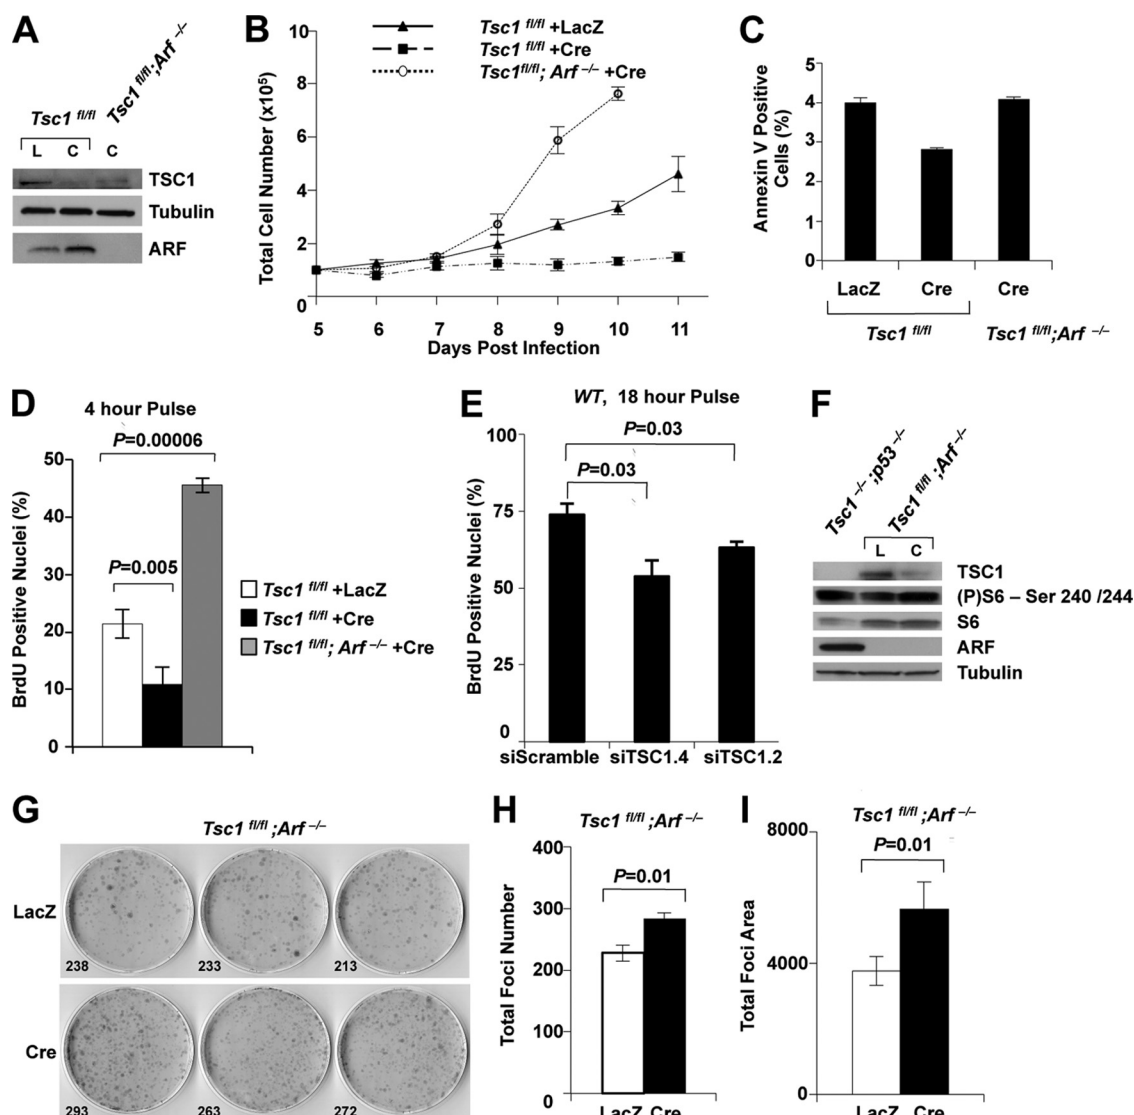 A
Tsc1 fl/fl
Tsc1 fl/fl;Arf –/–
L C C
TSC1
Tubulin
ARF
B
Tsc1 fl/fl +LacZ
Tsc1 fl/fl +Cre
Tsc1fl/fl; Arf –/– +Cre
Total Cell Number (x10⁵)
10
8
6
4
2
0
5 6 7 8 9 10 11
Days Post Infection
C
Annexin V Positive
Cells (%)
5
4
3
2
1
0
LacZ Cre Cre
Tsc1 fl/fl Tsc1 fl/fl;Arf –/–
D
4 hour Pulse
P=0.00006
P=0.005
BrdU Positive Nuclei (%)
50
40
30
20
10
0
Tsc1 fl/fl +LacZ
Tsc1 fl/fl +Cre
Tsc1 fl/fl; Arf –/– +Cre
E
WT, 18 hour Pulse
P=0.03
P=0.03
BrdU Positive Nuclei (%)
100
75
50
25
0
siScramble siTSC1.4 siTSC1.2
F
Tsc1 –/– ;p53 –/–
Tsc1 fl/fl ;Arf –/–
L C
TSC1
(P)S6 – Ser 240 /244
S6
ARF
Tubulin
G
Tsc1 fl/fl ;Arf –/–
LacZ
238 233 213
Cre
293 263 272
H
Tsc1 fl/fl ;Arf –/–
P=0.01
Total Foci Number
400
300
200
100
0
LacZ Cre
I
Tsc1 fl/fl ;Arf –/–
P=0.01
Total Foci Area
8000
4000
0
LacZ Cre